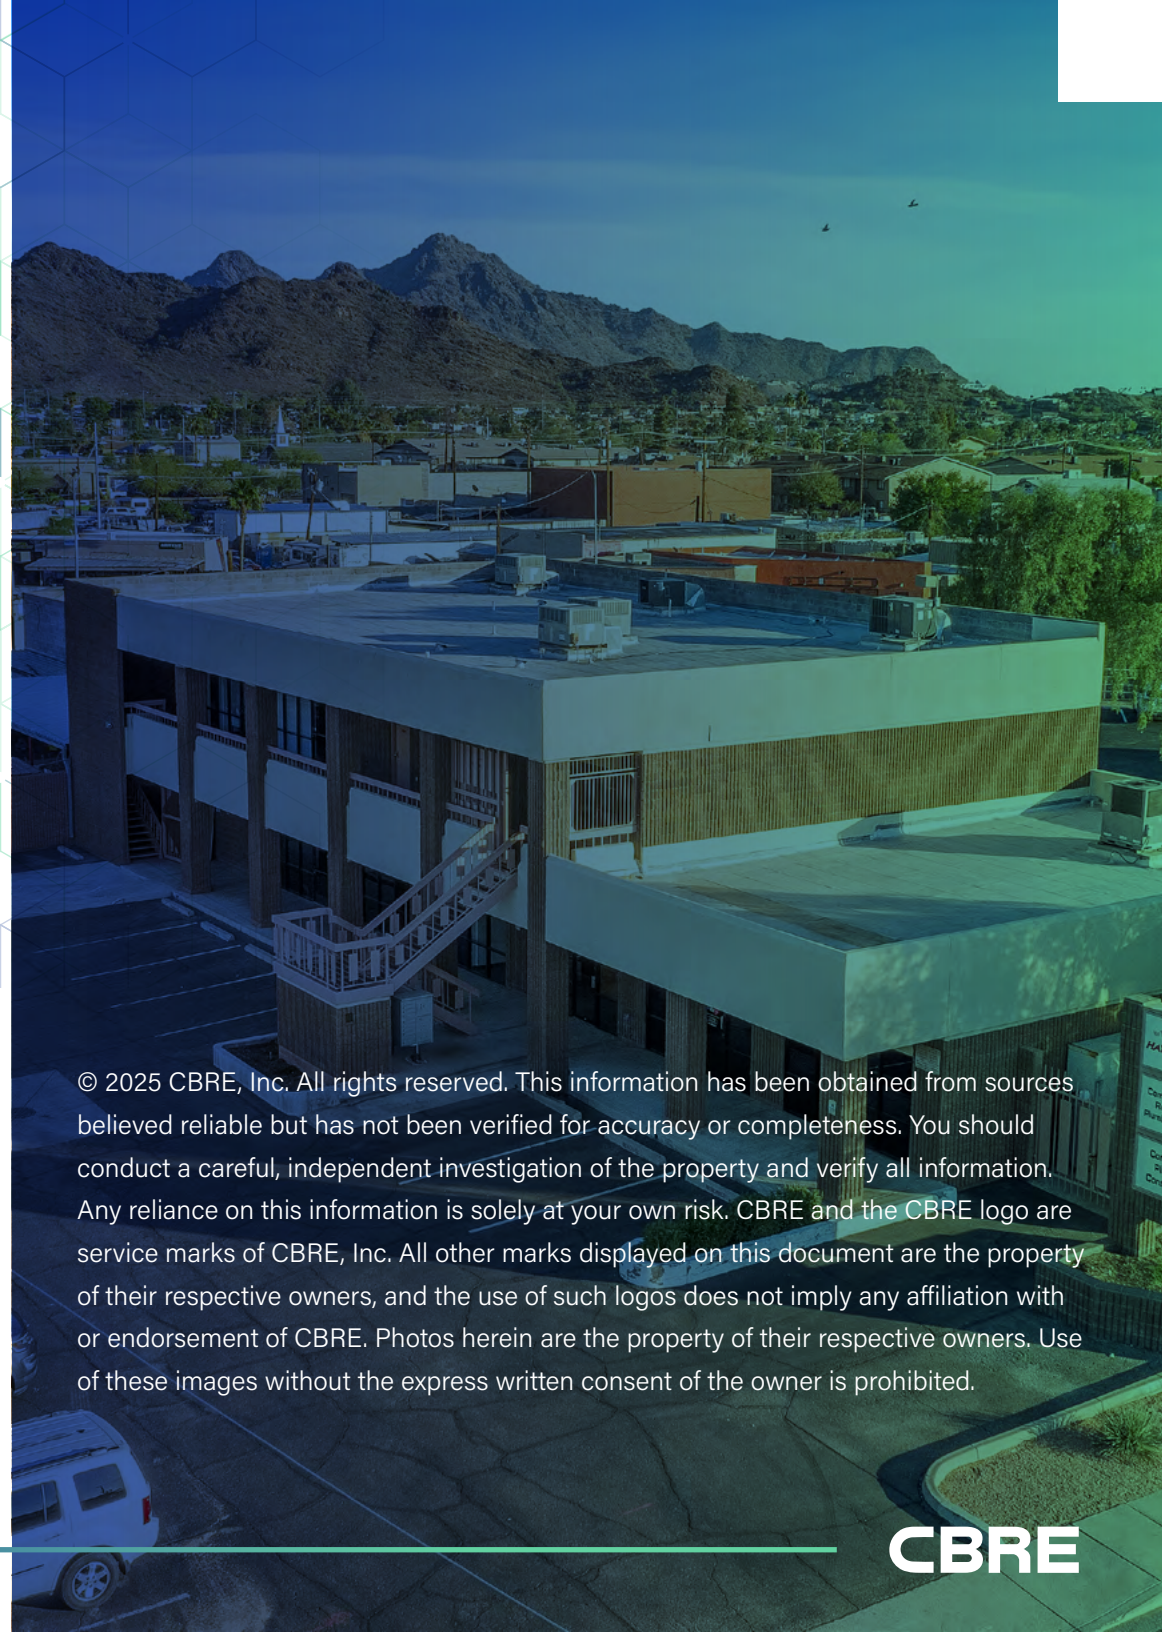 © 2025 CBRE, Inc. All rights reserved. This information has been obtained from sources
believed reliable but has not been verified for accuracy or completeness. You should
conduct a careful, independent investigation of the property and verify all information.
Any reliance on this information is solely at your own risk. CBRE and the CBRE logo are
service marks of CBRE, Inc. All other marks displayed on this document are the property
of their respective owners, and the use of such logos does not imply any affiliation with
or endorsement of CBRE. Photos herein are the property of their respective owners. Use
of these images without the express written consent of the owner is prohibited.
CBRE